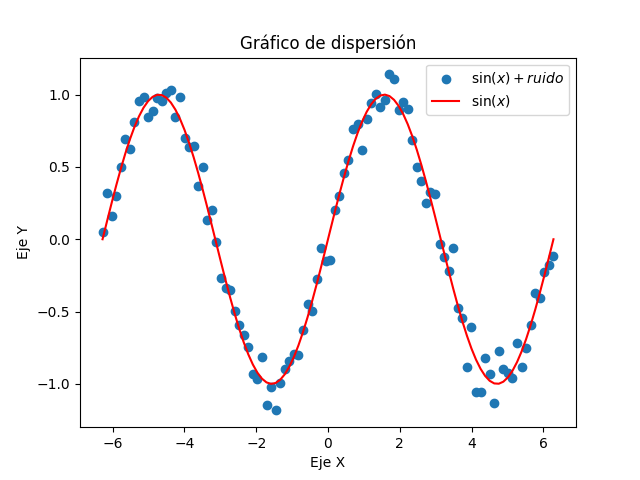 Gráfico de dispersión
sin(x) + ruido
sin(x)
Eje Y
1.0
0.5
0.0
−0.5
−1.0
−6 −4 −2 0 2 4 6
Eje X